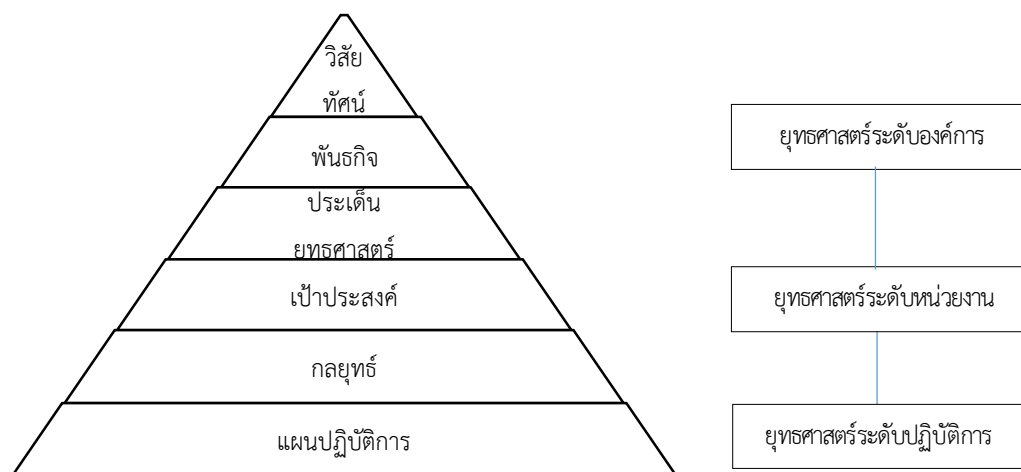 วิสัย
ทัศน์
พันธกิจ
ประเด็น
ยุทธศาสตร์
เป้าประสงค์
กลยุทธ์
แผนปฏิบัติการ
ยุทธศาสตร์ระดับองค์การ
ยุทธศาสตร์ระดับหน่วยงาน
ยุทธศาสตร์ระดับปฏิบัติการ